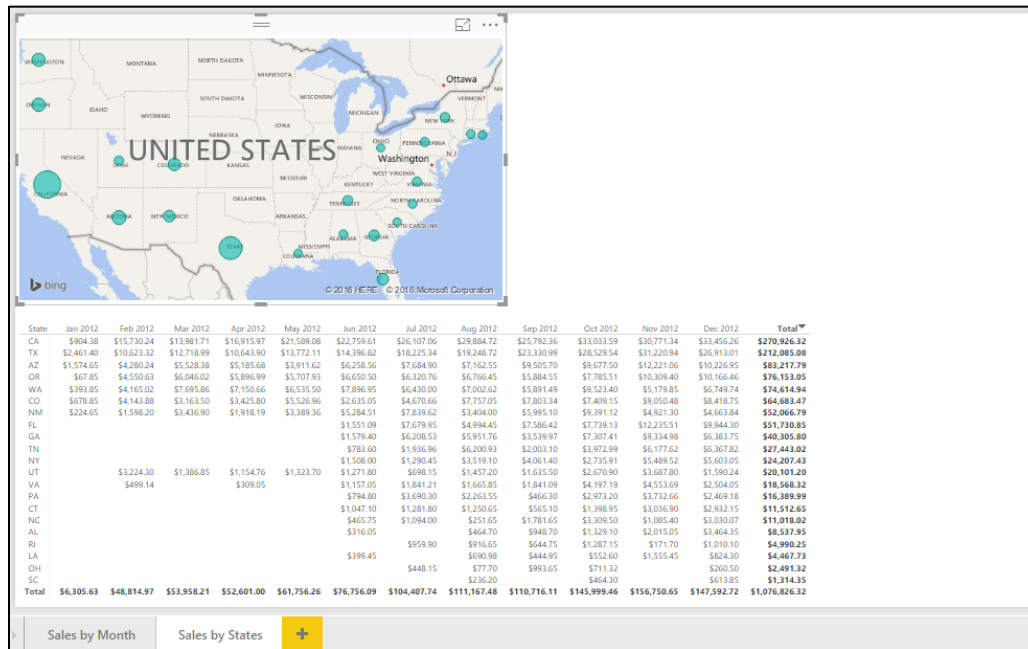 Ottawa
WASHINGTON
MONTANA
NORTH DAKOTA
MINNESOTA
OREGON
IDAHO
SOUTH DAKOTA
WISCONSIN
MICHIGAN
VERMONT
NEW YORK
WYOMING
IOWA
NEBRASKA
UNITED STATES
NEVADA
UTAH
COLORADO
KANSAS
INDIANA
OHIO
PENNSYLVANIA
N.J.
Washington
MISSOURI
WEST VIRGINIA
KENTUCKY
VIRGINIA
CALIFORNIA
OKLAHOMA
TENNESSEE
NORTH CAROLINA
ARIZONA
NEW MEXICO
ARKANSAS
SOUTH CAROLINA
ALABAMA
GEORGIA
TEXAS
MISSISSIPPI
LOUISIANA
FLORIDA
bing
© 2016 HERE © 2016 Microsoft Corporation
State Jan 2012 Feb 2012 Mar 2012 Apr 2012 May 2012 Jun 2012 Jul 2012 Aug 2012 Sep 2012 Oct 2012 Nov 2012 Dec 2012 Total
CA $904.38 $15,730.24 $13,981.71 $16,915.97 $21,589.08 $22,759.61 $26,107.06 $29,884.72 $25,792.36 $33,033.59 $30,771.34 $33,456.26 $270,926.32
TX $2,461.40 $10,623.32 $12,718.99 $10,643.90 $13,772.11 $14,396.82 $18,225.34 $19,248.72 $23,330.99 $28,529.54 $31,220.94 $26,913.01 $212,085.08
AZ $1,574.65 $4,280.24 $5,528.38 $5,185.65 $3,911.62 $6,258.56 $7,684.90 $7,162.55 $9,505.70 $9,677.50 $12,221.06 $10,226.95 $83,217.79
OR $67.85 $4,550.63 $6,046.02 $5,896.99 $5,707.93 $6,650.50 $6,320.76 $6,766.45 $5,884.55 $7,785.51 $10,309.40 $10,166.46 $76,153.05
WA $393.85 $4,165.02 $7,695.86 $7,150.66 $6,535.50 $7,896.95 $6,430.00 $7,002.62 $5,891.49 $9,523.40 $5,179.85 $6,749.74 $74,614.94
CO $678.85 $4,143.88 $3,163.50 $3,425.80 $5,526.96 $2,635.05 $4,670.66 $7,757.05 $7,803.34 $7,409.15 $9,050.48 $8,418.75 $64,683.47
NM $224.65 $1,598.20 $3,436.90 $1,918.19 $3,389.36 $5,284.51 $7,839.62 $3,404.00 $5,995.10 $9,391.12 $4,921.30 $4,663.84 $52,066.79
FL $1,551.09 $7,679.95 $4,994.45 $7,586.42 $7,739.13 $12,235.51 $9,944.30 $51,730.85
GA $1,579.40 $6,208.53 $5,951.76 $3,539.97 $7,307.41 $9,334.98 $6,383.75 $40,305.80
TN $783.60 $1,936.96 $6,200.93 $2,003.10 $3,972.99 $6,177.62 $6,367.82 $27,443.02
NY $1,508.00 $1,290.45 $3,519.10 $4,061.40 $2,735.91 $5,489.52 $5,603.05 $24,207.43
UT $3,224.30 $1,386.85 $1,154.76 $1,323.70 $1,271.80 $698.15 $1,457.20 $1,635.50 $2,670.90 $3,687.80 $1,590.24 $20,101.20
VA $499.14 $309.05 $1,157.05 $1,841.21 $1,665.85 $1,841.09 $4,197.19 $4,553.69 $2,504.05 $18,568.32
PA $794.80 $3,690.30 $2,263.55 $466.30 $2,973.20 $3,732.66 $2,469.18 $16,389.99
CT $1,047.10 $1,281.80 $1,250.65 $565.10 $1,398.95 $3,036.90 $2,932.15 $11,512.65
NC $465.75 $1,094.00 $251.65 $1,781.65 $3,309.50 $1,085.40 $3,030.07 $11,018.02
AL $316.05 $464.70 $948.70 $1,329.10 $2,015.05 $3,464.35 $8,537.95
RI $959.90 $916.65 $644.75 $1,287.15 $171.70 $1,010.10 $4,990.25
LA $399.45 $690.98 $444.95 $552.60 $1,555.45 $824.30 $4,467.73
OH $448.15 $77.70 $993.65 $711.32 $260.50 $2,491.32
SC $236.20 $464.30 $613.85 $1,314.35
Total $6,305.63 $48,814.97 $53,958.21 $52,601.00 $61,756.26 $76,756.09 $104,407.74 $111,167.48 $110,716.11 $145,999.46 $156,750.65 $147,592.72 $1,076,826.32
Sales by Month
Sales by States
+